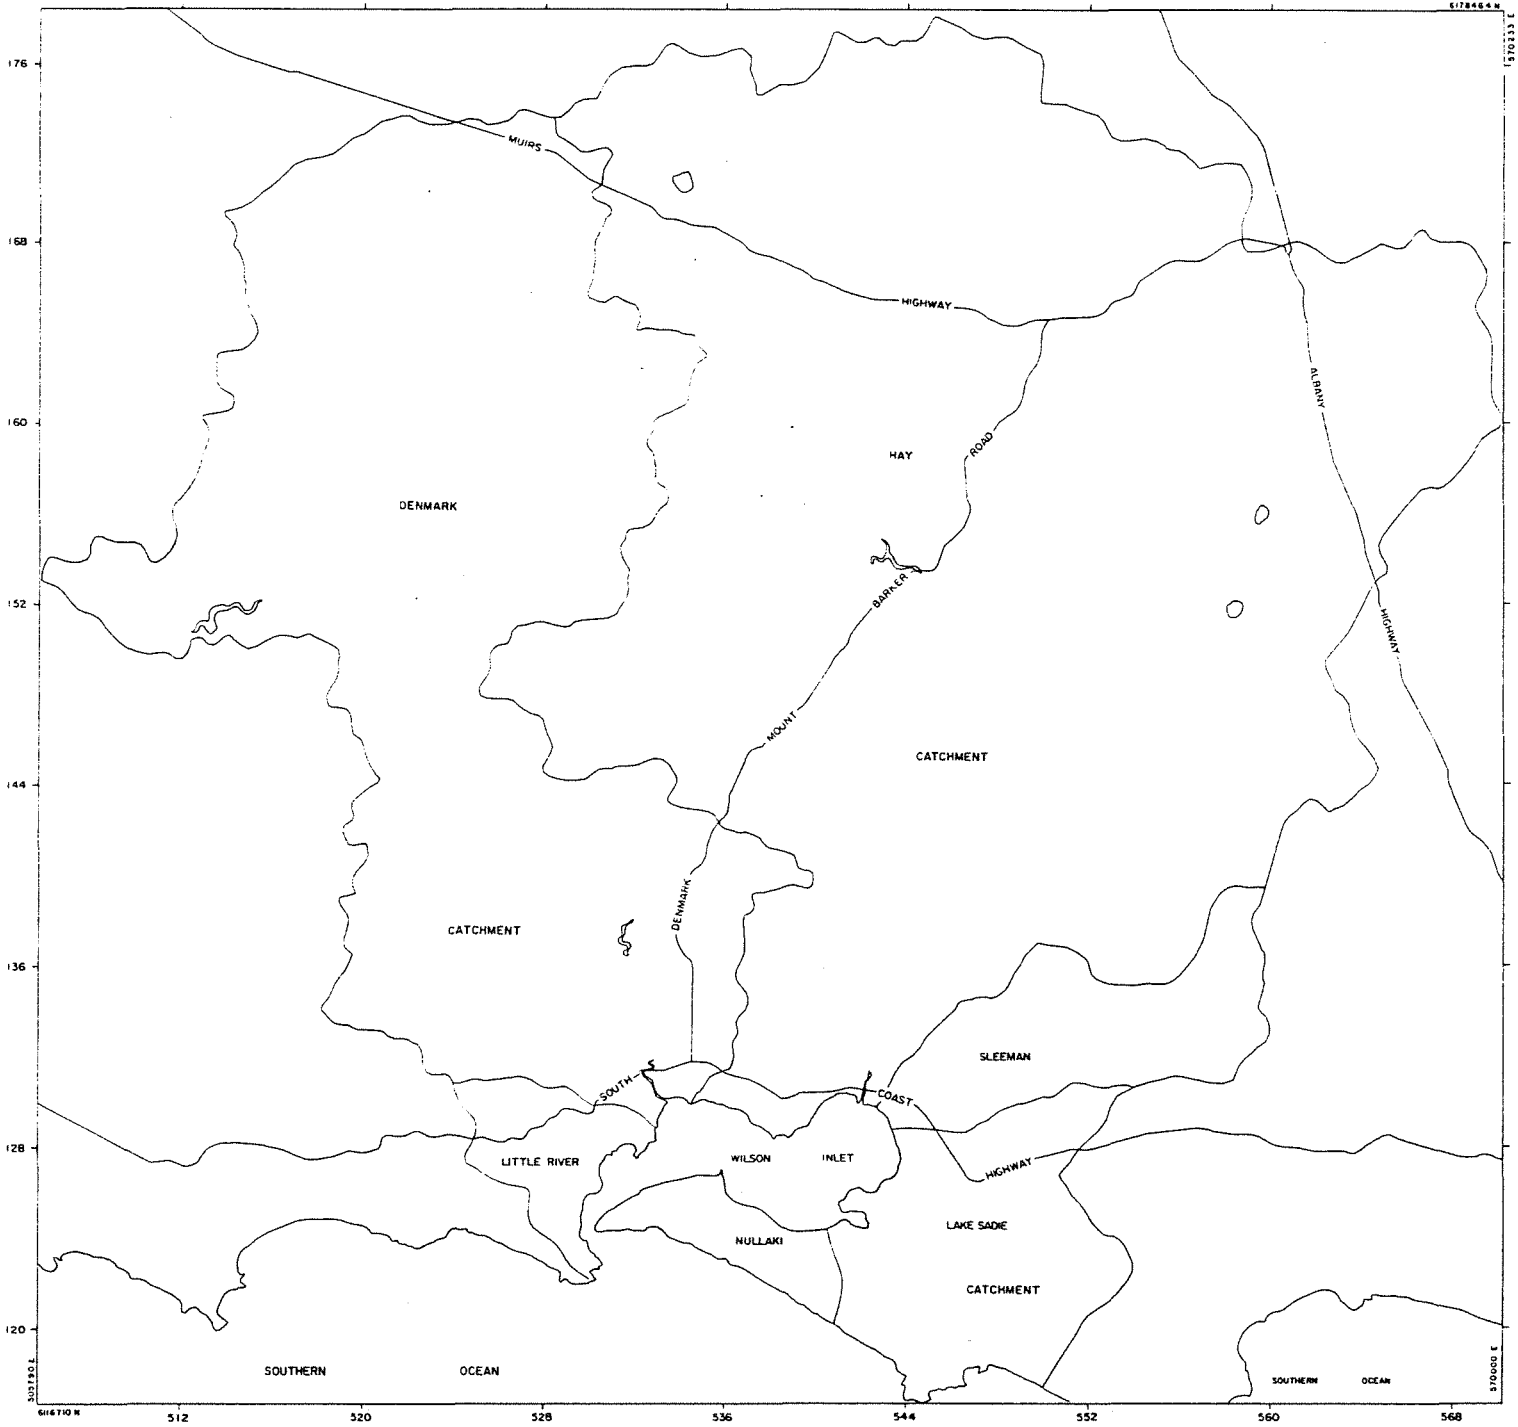 6178464 N
570233 E
176
MUIRS
168
HIGHWAY
ALBANY
160
ROAD
HAY
DENMARK
BARKER
152
HIGHWAY
MOUNT
CATCHMENT
144
DENMARK
CATCHMENT
136
SLEEMAN
SOUTH
COAST
128
LITTLE RIVER
WILSON INLET
HIGHWAY
LAKE SADIE
NULLAKI
CATCHMENT
120
SOUTHERN OCEAN
SOUTHERN OCEAN
505790 E
570000 E
6116710 N
512 520 528 536 544 552 560 568